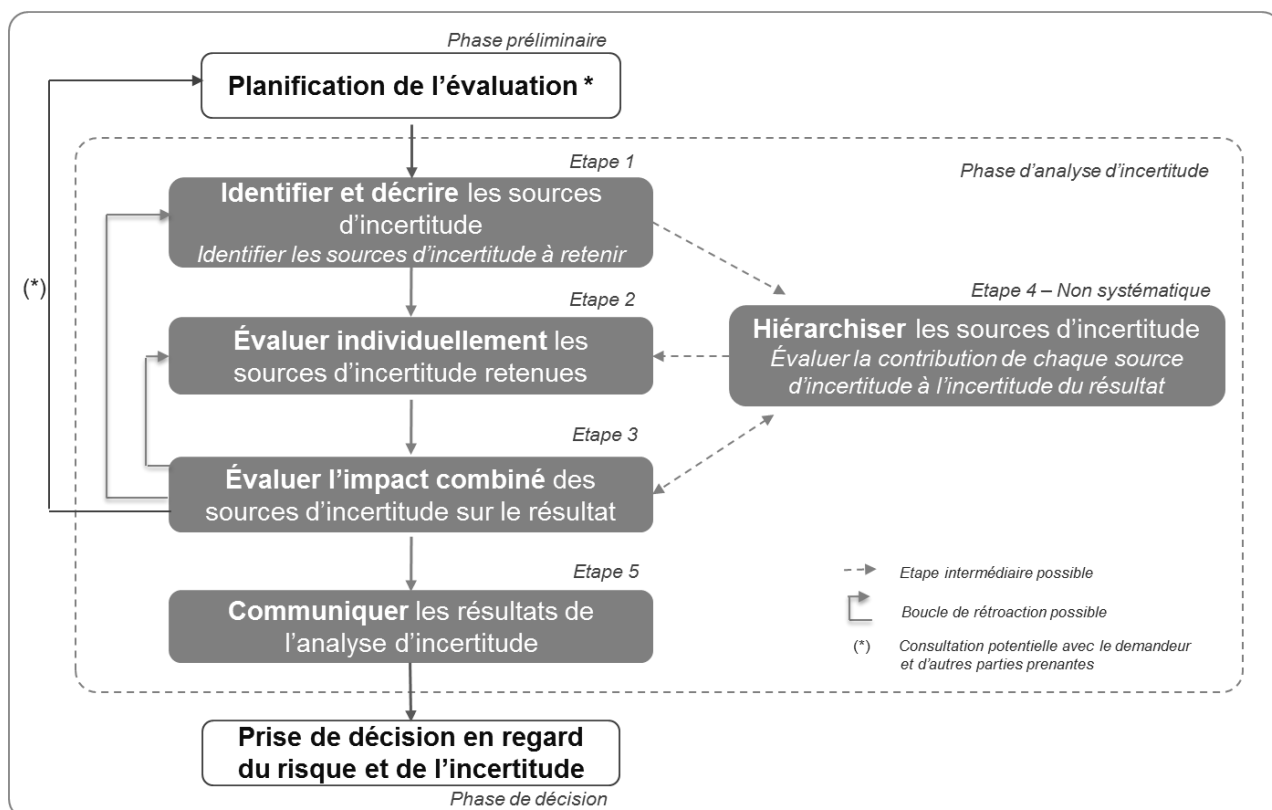 Phase préliminaire
Planification de l’évaluation *
Etape 1
Phase d’analyse d’incertitude
Identifier et décrire les sources
d’incertitude
Identifier les sources d’incertitude à retenir
(*)
Etape 2
Etape 4 – Non systématique
Évaluer individuellement les
sources d’incertitude retenues
Hiérarchiser les sources d’incertitude
Évaluer la contribution de chaque source
d’incertitude à l’incertitude du résultat
Etape 3
Évaluer l’impact combiné des
sources d’incertitude sur le résultat
Etape 5
Communiquer les résultats de
l’analyse d’incertitude
Etape intermédiaire possible
Boucle de rétroaction possible
(*) Consultation potentielle avec le demandeur
et d’autres parties prenantes
Prise de décision en regard
du risque et de l’incertitude
Phase de décision